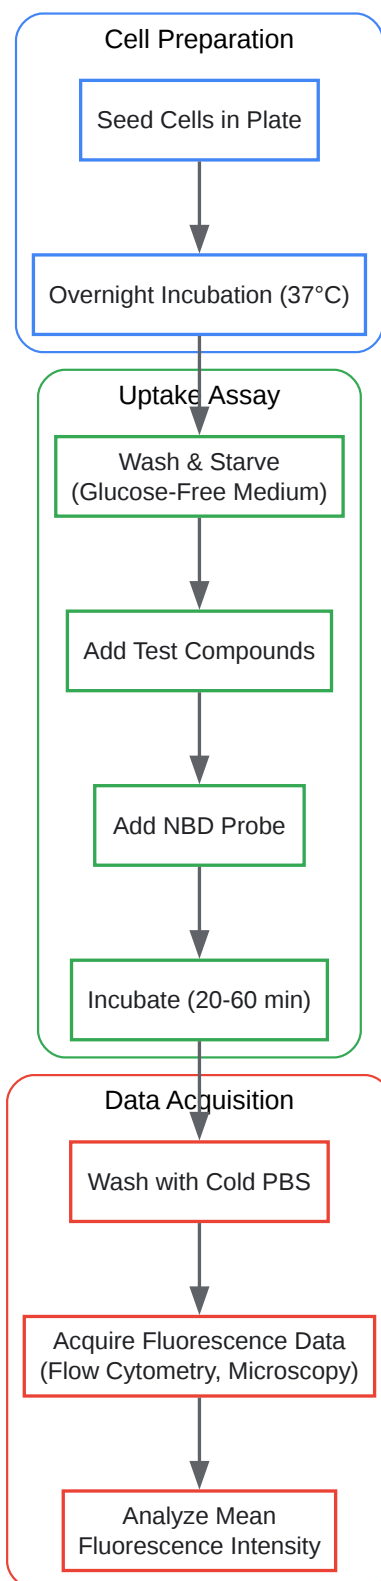 Cell Preparation
Seed Cells in Plate
Overnight Incubation (37°C)
Uptake Assay
Wash & Starve
(Glucose-Free Medium)
Add Test Compounds
Add NBD Probe
Incubate (20-60 min)
Data Acquisition
Wash with Cold PBS
Acquire Fluorescence Data
(Flow Cytometry, Microscopy)
Analyze Mean
Fluorescence Intensity